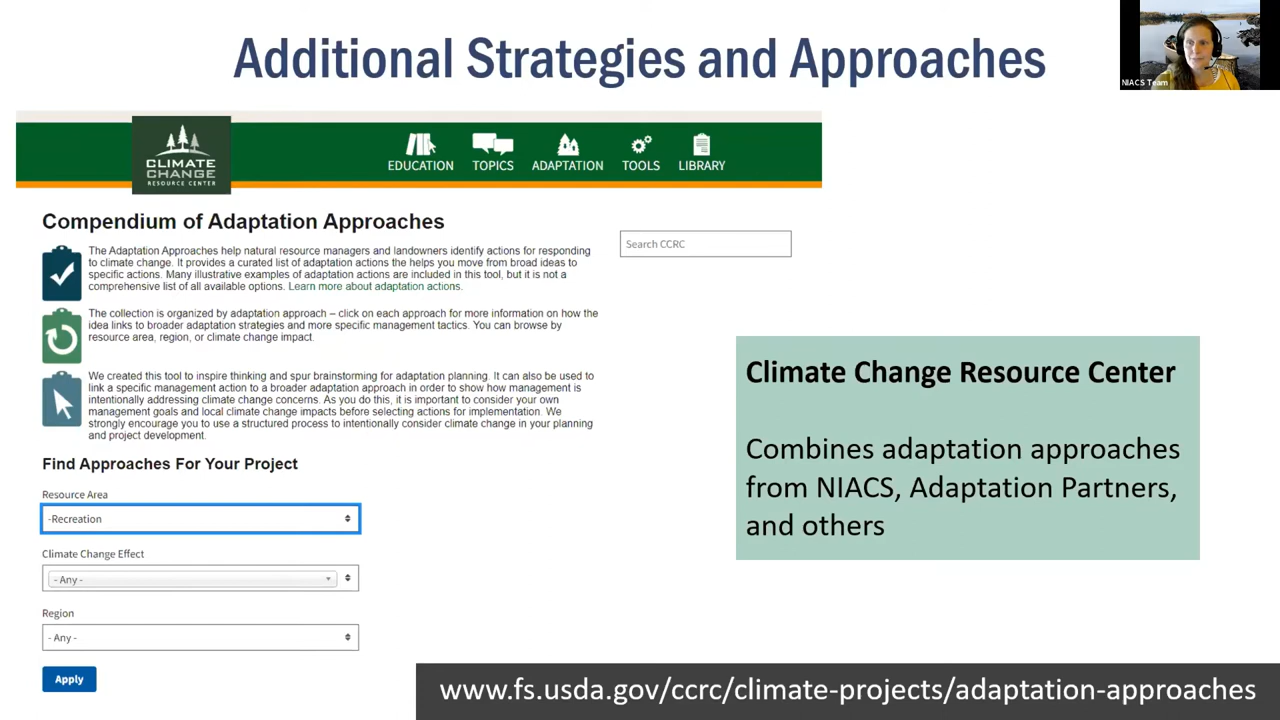 Additional Strategies and Approaches
NIACS Team
CLIMATE
CHANGE
RESOURCE CENTER
EDUCATION
TOPICS
ADAPTATION
TOOLS
LIBRARY
Compendium of Adaptation Approaches
Search CCRC
The Adaptation Approaches help natural resource managers and landowners identify actions for responding
to climate change. It provides a curated list of adaptation actions the helps you move from broad ideas to
specific actions. Many illustrative examples of adaptation actions are included in this tool, but it is not a
comprehensive list of all available options. Learn more about adaptation actions.
The collection is organized by adaptation approach – click on each approach for more information on how the
idea links to broader adaptation strategies and more specific management tactics. You can browse by
resource area, region, or climate change impact.
We created this tool to inspire thinking and spur brainstorming for adaptation planning. It can also be used to
link a specific management action to a broader adaptation approach in order to show how management is
intentionally addressing climate change concerns. As you do this, it is important to consider your own
management goals and local climate change impacts before selecting actions for implementation. We
strongly encourage you to use a structured process to intentionally consider climate change in your planning
and project development.
Find Approaches For Your Project
Resource Area
-Recreation
Climate Change Effect
- Any -
Region
- Any -
Apply
Climate Change Resource Center
Combines adaptation approaches
from NIACS, Adaptation Partners,
and others
www.fs.usda.gov/ccrc/climate-projects/adaptation-approaches